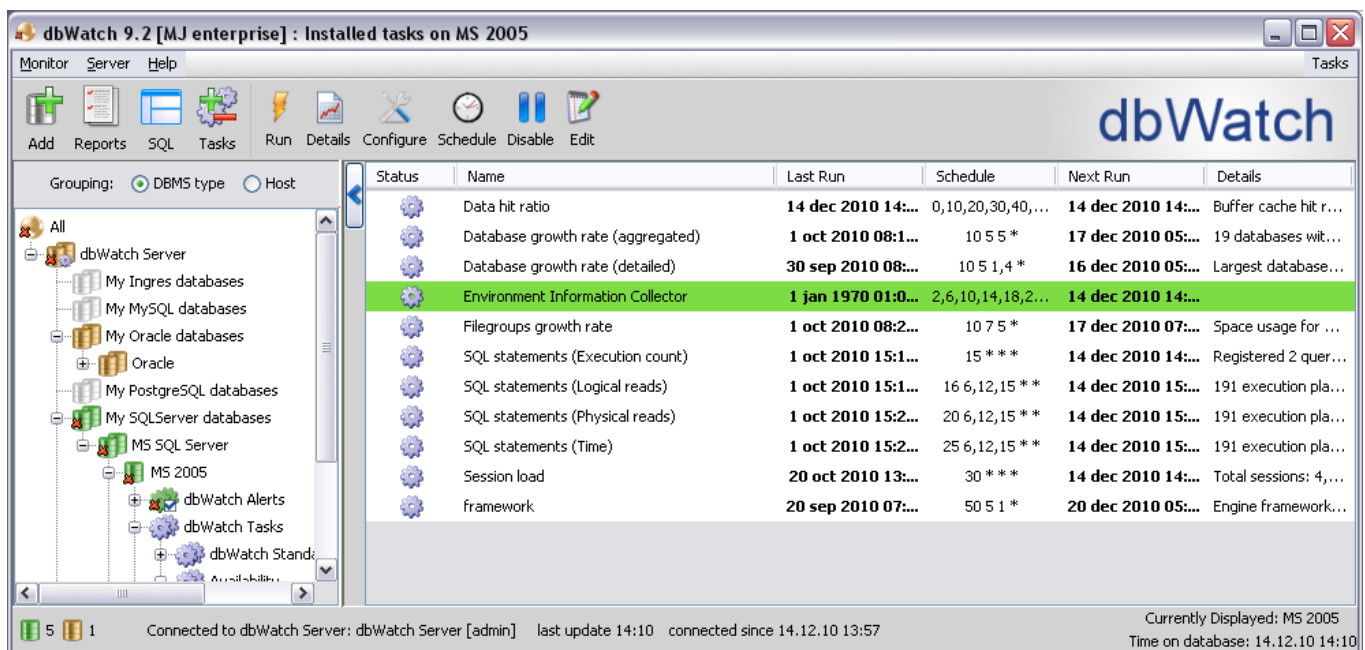 dbWatch 9.2 [MJ enterprise] : Installed tasks on MS 2005
Monitor Server Help Tasks
Add Reports SQL Tasks Run Details Configure Schedule Disable Edit
dbWatch
Grouping: DBMS type Host
Status Name Last Run Schedule Next Run Details
Data hit ratio 14 dec 2010 14:... 0,10,20,30,40,... 14 dec 2010 14:... Buffer cache hit r...
Database growth rate (aggregated) 1 oct 2010 08:1... 10 5 5 * 17 dec 2010 05:... 19 databases wit...
Database growth rate (detailed) 30 sep 2010 08:... 10 5 1,4 * 16 dec 2010 05:... Largest database...
Environment Information Collector 1 jan 1970 01:0... 2,6,10,14,18,2... 14 dec 2010 14:...
Filegroups growth rate 1 oct 2010 08:2... 10 7 5 * 17 dec 2010 07:... Space usage for ...
SQL statements (Execution count) 1 oct 2010 15:1... 15 * * * 14 dec 2010 14:... Registered 2 quer...
SQL statements (Logical reads) 1 oct 2010 15:1... 16 6,12,15 * * 14 dec 2010 15:... 191 execution pla...
SQL statements (Physical reads) 1 oct 2010 15:2... 20 6,12,15 * * 14 dec 2010 15:... 191 execution pla...
SQL statements (Time) 1 oct 2010 15:2... 25 6,12,15 * * 14 dec 2010 15:... 191 execution pla...
Session load 20 oct 2010 13:... 30 * * * 14 dec 2010 14:... Total sessions: 4,...
framework 20 sep 2010 07:... 50 5 1 * 20 dec 2010 05:... Engine framework...
All
dbWatch Server
My Ingres databases
My MySQL databases
My Oracle databases
Oracle
My PostgreSQL databases
My SQLServer databases
MS SQL Server
MS 2005
dbWatch Alerts
dbWatch Tasks
dbWatch Standa
Availability
5 1 Connected to dbWatch Server: dbWatch Server [admin] last update 14:10 connected since 14.12.10 13:57
Currently Displayed: MS 2005
Time on database: 14.12.10 14:10